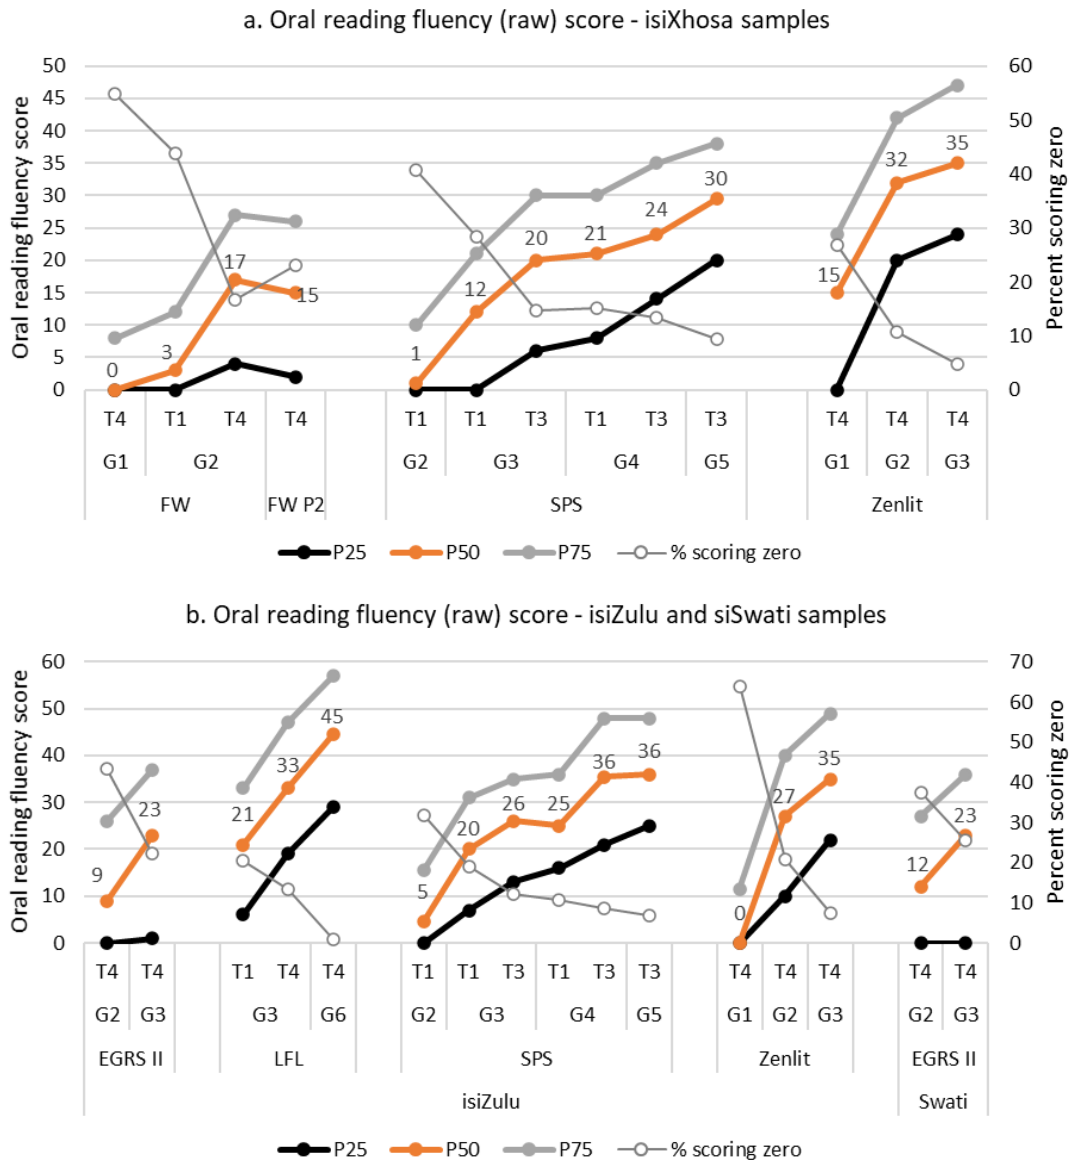 a. Oral reading fluency (raw) score - isiXhosa samples
Oral reading fluency score
Percent scoring zero
50 60
45
40 50
35 40
30
25 30
20
15 20
10
5 10
0 0
0 3 17 15 1 12 20 21 24 30 15 32 35
T4 T1 T4 T4 T1 T1 T3 T1 T3 T3 T4 T4 T4
G1 G2 G2 G3 G4 G5 G1 G2 G3
FW FW P2 SPS Zenlit
P25 P50 P75 % scoring zero
b. Oral reading fluency (raw) score - isiZulu and siSwati samples
Oral reading fluency score
Percent scoring zero
60 70
50 60
40 50
30 40
20 30
10 20
0 10
0
9 23 21 33 45 5 20 26 25 36 36 0 27 35 12 23
T4 T4 T1 T4 T4 T1 T1 T3 T1 T3 T3 T4 T4 T4 T4 T4
G2 G3 G3 G6 G2 G3 G4 G5 G1 G2 G3 G2 G3
EGRS II LFL SPS Zenlit EGRS II
isiZulu Swati
P25 P50 P75 % scoring zero